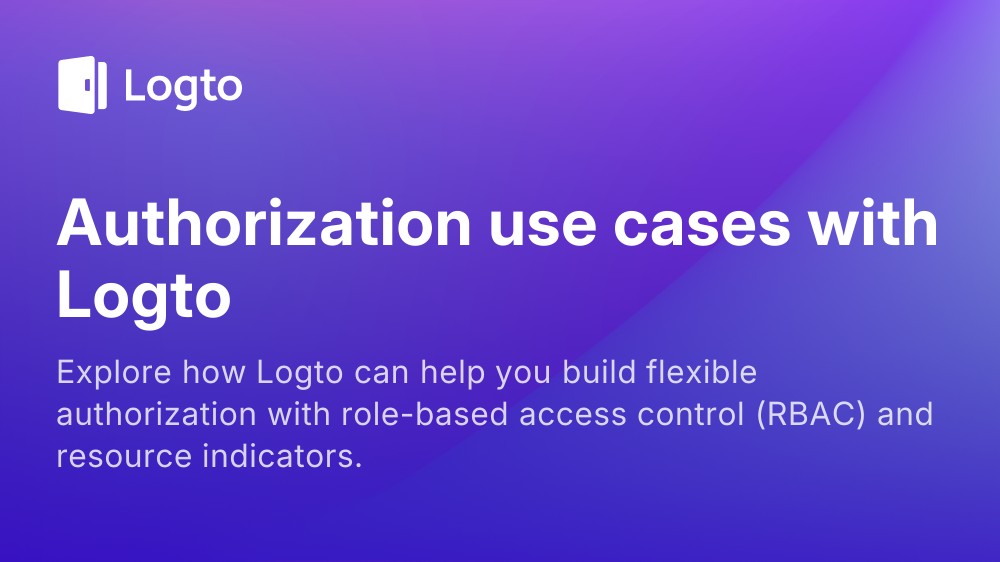 Logto
Authorization use cases with
Logto
Explore how Logto can help you build flexible
authorization with role-based access control (RBAC) and
resource indicators.